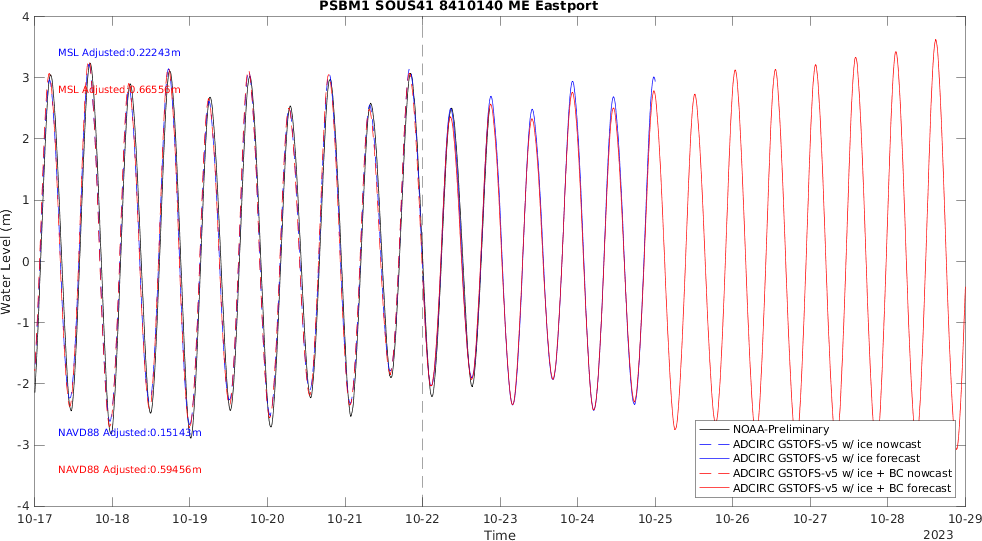 PSBM1 SOUS41 8410140 ME Eastport
4
3
2
1
0
-1
-2
-3
-4
Water Level (m)
MSL Adjusted:0.22243m
MSL Adjusted:0.66556m
NAVD88 Adjusted:0.15143m
NAVD88 Adjusted:0.59456m
NOAA-Preliminary
ADCIRC GSTOFS-v5 w/ ice nowcast
ADCIRC GSTOFS-v5 w/ ice forecast
ADCIRC GSTOFS-v5 w/ ice + BC nowcast
ADCIRC GSTOFS-v5 w/ ice + BC forecast
10-17 10-18 10-19 10-20 10-21 10-22 10-23 10-24 10-25 10-26 10-27 10-28 10-29
Time
2023